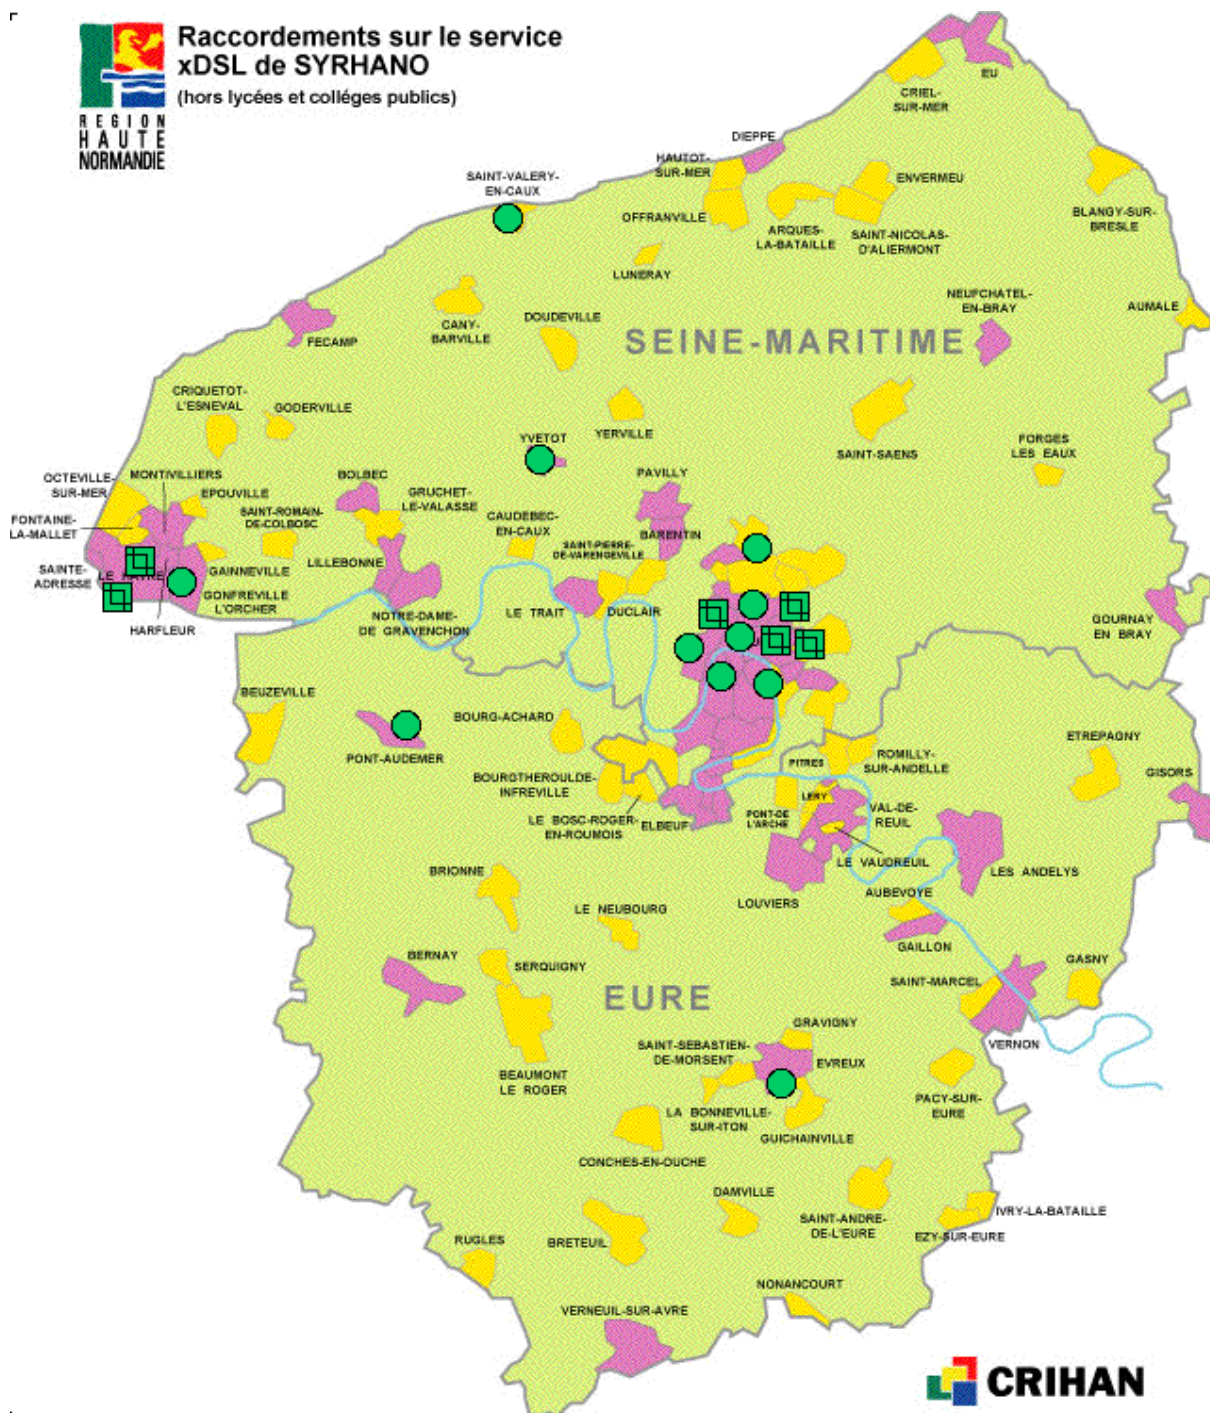 Raccordements sur le service
xDSL de SYRHANO
(hors lycées et colléges publics)
REGION
HAUTE
NORMANDIE
EU
CRIEL-
SUR-MER
DIEPPE
HAUTOT-
SUR-MER
SAINT-VALERY-
EN-CAUX
ENVERMEU
OFFRANVILLE
ARQUES-
LA-BATAILLE
SAINT-NICOLAS-
D'ALIERMONT
BLANGY-SUR-
BRESLE
LUNERAY
NEUFCHATEL-
EN-BRAY
AUMALE
CANY-
BARVILLE
DOUDEVILLE
FECAMP
SEINE-MARITIME
CRIQUETOT-
L'ESNEVAL
GODERVILLE
YERVILLE
YVETOT
SAINT-SAENS
FORGES
LES EAUX
OCTEVILLE-
SUR-MER
MONTIVILLIERS
EPOUVILLE
BOLBEC
GRUCHET-
LE-VALASSE
PAVILLY
SAINT-ROMAIN-
DE-COLBOSC
CAUDEBEC-
EN-CAUX
BARENTIN
FONTAINE-
LA-MALLET
SAINT-PIERRE-
DE-VARENGEVILLE
SAINTE-
ADRESSE
LE HAVRE
GAINNEVILLE
LILLEBONNE
GONFREVILLE
L'ORCHER
HARFLEUR
NOTRE-DAME-
DE GRAVENCHON
LE TRAIT
DUCLAIR
GOURNAY
EN BRAY
BEUZEVILLE
BOURG-ACHARD
PONT-AUDEMER
BOURGTHEROULDE-
INFREVILLE
PITRES
ROMILLY-
SUR-ANDELLE
ETREPAGNY
GISORS
LERY
PONT-DE
L'ARCHE
VAL-DE-
REUIL
LE BOSC-ROGER-
EN-ROUMOIS
ELBEUF
LE VAUDREUIL
LES ANDELYS
BRIONNE
LE NEUBOURG
LOUVIERS
AUBEVOYE
GAILLON
BERNAY
SERQUIGNY
SAINT-MARCEL
GASNY
EURE
VERNON
GRAVIGNY
SAINT-SEBASTIEN-
DE-MORSENT
EVREUX
BEAUMONT
LE ROGER
LA BONNEVILLE-
SUR-ITON
GUICHAINVILLE
PACY-SUR-
EURE
CONCHES-EN-OUCHE
DAMVILLE
SAINT-ANDRE-
DE-L'EURE
IVRY-LA-BATAILLE
EZY-SUR-EURE
RUGLES
BRETEUIL
NONANCOURT
VERNEUIL-SUR-AVRE
CRIHAN